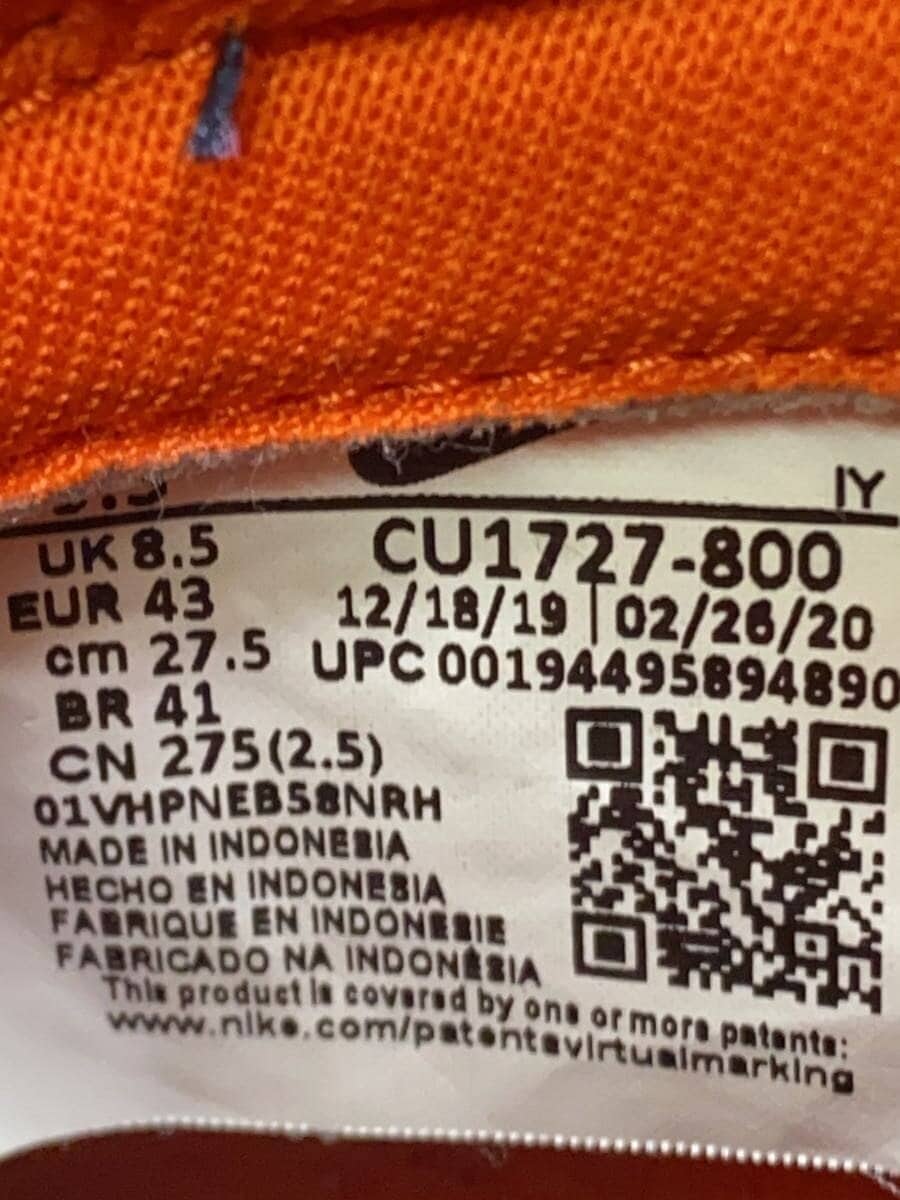 IY
UK 8.5
EUR 43
cm 27.5
BR 41
CN 275(2.5)
CU1727-800
12/18/19 | 02/26/20
UPC 00194495894890
01VHPNEB58NRH
MADE IN INDONESIA
HECHO EN INDONESIA
FABRIQUE EN INDONESIE
FABRICADO NA INDONÉSIA
This product is covered by one or more patents:
www.nike.com/patentsvirtualmarking